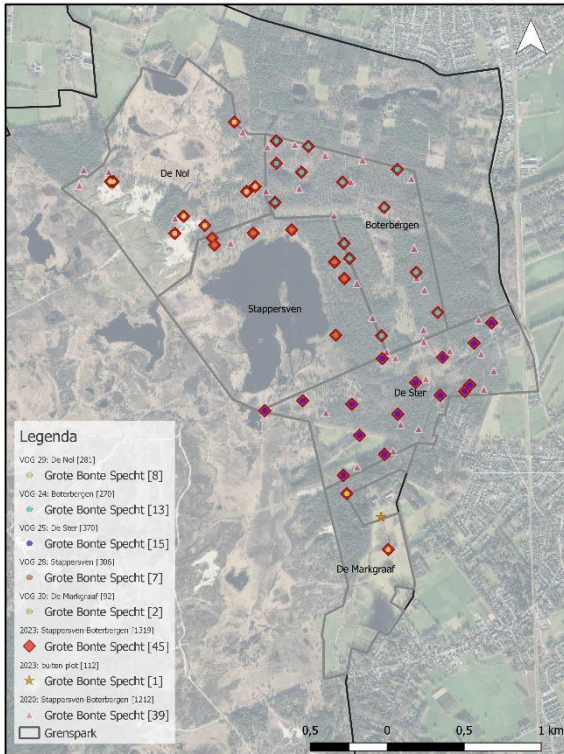 De Nol
Boterbergen
Stappersven
De Ster
De Markgraaf
Legenda
VOG 29: De Nol [281]
Grote Bonte Specht [8]
VOG 24: Boterbergen [270]
Grote Bonte Specht [13]
VOG 25: De Ster [370]
Grote Bonte Specht [15]
VOG 28: Stappersven [306]
Grote Bonte Specht [7]
VOG 30: De Markgraaf [92]
Grote Bonte Specht [2]
2023: Stappersven-Boterbergen [1319]
Grote Bonte Specht [45]
2023: buiten plot [112]
Grote Bonte Specht [1]
2020: Stappersven-Boterbergen [1212]
Grote Bonte Specht [39]
Grenspark
0,5 0 0,5 1 km